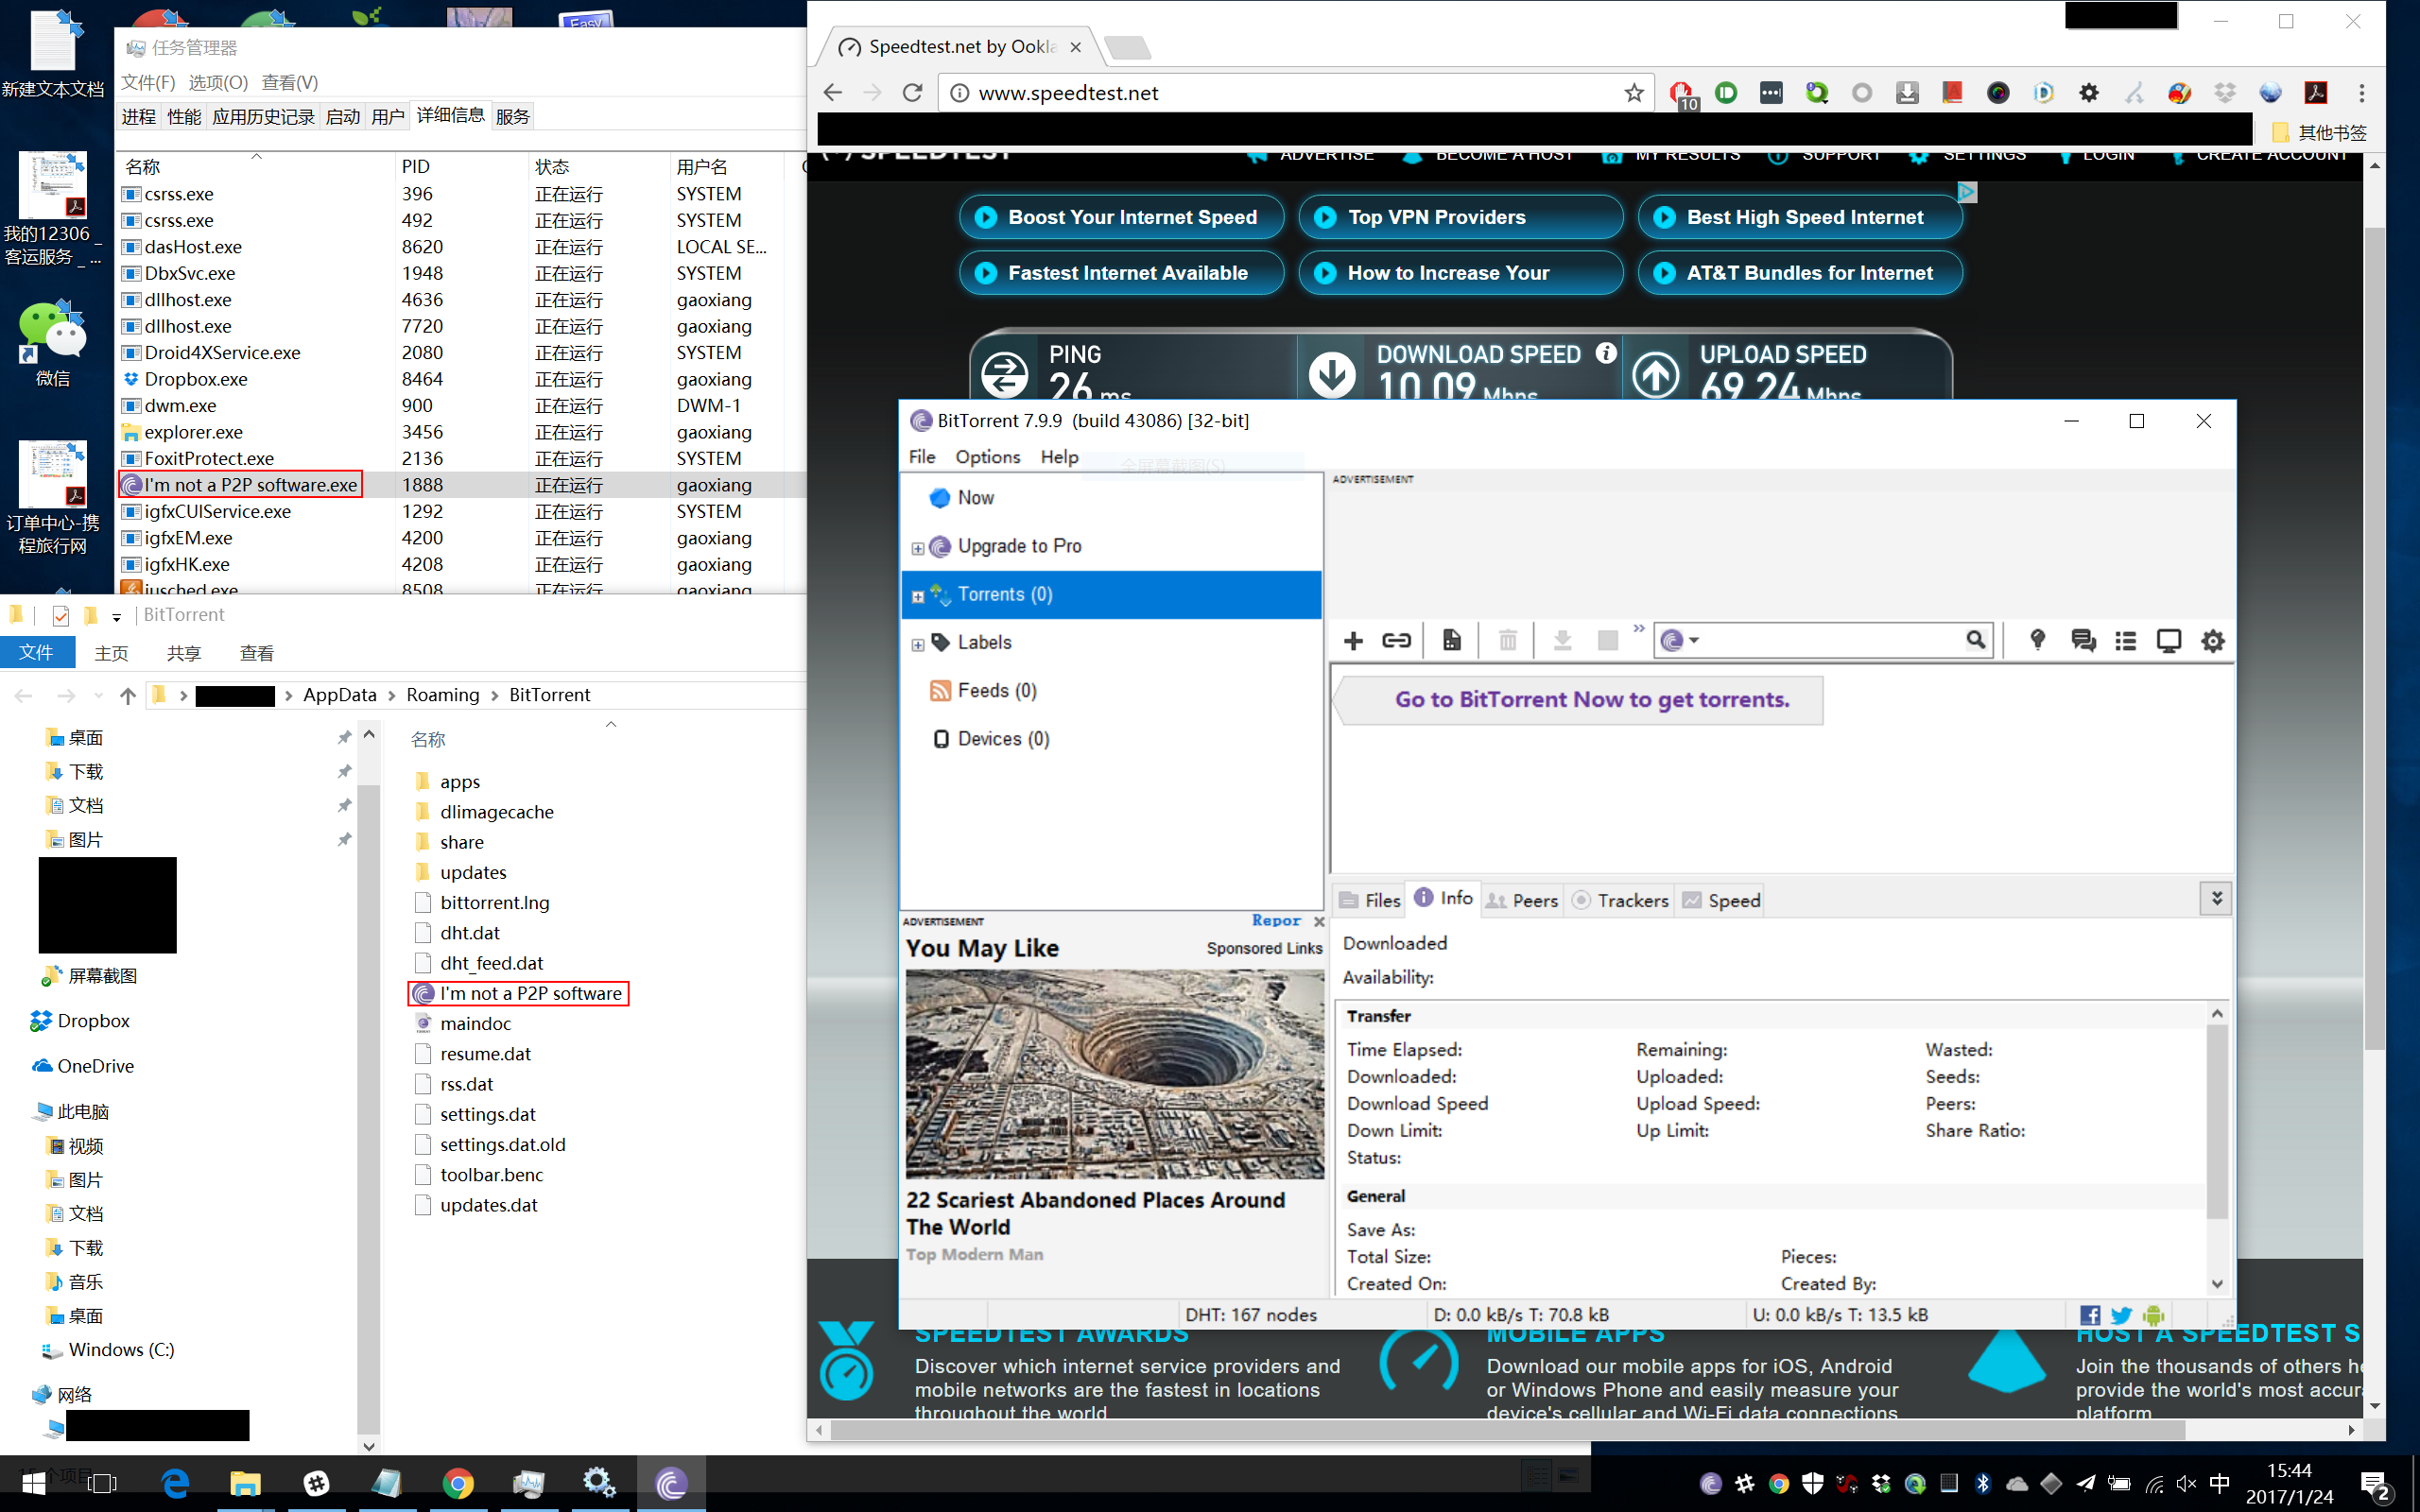 新建文本文档
我的12306_
客运服务_...
微信
订单中心-携
程旅行网
Easy
任务管理器
文件(F) 选项(O) 查看(V)
进程 性能 应用历史记录 启动 用户 详细信息 服务
名称 PID 状态 用户名
csrss.exe 396 正在运行 SYSTEM
csrss.exe 492 正在运行 SYSTEM
dasHost.exe 8620 正在运行 LOCAL SE...
DbxSvc.exe 1948 正在运行 SYSTEM
dllhost.exe 4636 正在运行 gaoxiang
dllhost.exe 7720 正在运行 gaoxiang
Droid4XService.exe 2080 正在运行 SYSTEM
Dropbox.exe 8464 正在运行 gaoxiang
dwm.exe 900 正在运行 DWM-1
explorer.exe 3456 正在运行 gaoxiang
FoxitProtect.exe 2136 正在运行 SYSTEM
I'm not a P2P software.exe 1888 正在运行 gaoxiang
igfxCUIService.exe 1292 正在运行 SYSTEM
igfxEM.exe 4200 正在运行 gaoxiang
igfxHK.exe 4208 正在运行 gaoxiang
jusched.exe 8508 正在运行 gaoxiang
BitTorrent
文件 主页 共享 查看
AppData Roaming BitTorrent
桌面
下载
文档
图片
屏幕截图
Dropbox
OneDrive
此电脑
视频
图片
文档
下载
音乐
桌面
Windows (C:)
网络
名称
apps
dlimagecache
share
updates
bittorrent.lng
dht.dat
dht_feed.dat
I'm not a P2P software
maindoc
resume.dat
rss.dat
settings.dat
settings.dat.old
toolbar.benc
updates.dat
Speedtest.net by Ookla
www.speedtest.net
10
其他书签
SPEEDTEST ADVERTISE BECOME A HOST MY RESULTS SUPPORT SETTINGS LOGIN CREATE ACCOUNT
Boost Your Internet Speed Top VPN Providers Best High Speed Internet
Fastest Internet Available How to Increase Your AT&T Bundles for Internet
PING DOWNLOAD SPEED UPLOAD SPEED
26 ms 10.09 Mbps 69.24 Mbps
BitTorrent 7.9.9 (build 43086) [32-bit]
File Options Help
全屏幕截图(S)
Now
Upgrade to Pro
Torrents (0)
Labels
Feeds (0)
Devices (0)
ADVERTISEMENT
Go to BitTorrent Now to get torrents.
ADVERTISEMENT Repor
You May Like Sponsored Links
22 Scariest Abandoned Places Around
The World
Top Modern Man
Files Info Peers Trackers Speed
Downloaded
Availability:
Transfer
Time Elapsed: Remaining: Wasted:
Downloaded: Uploaded: Seeds:
Download Speed Upload Speed: Peers:
Down Limit: Up Limit: Share Ratio:
Status:
General
Save As:
Total Size: Pieces:
Created On: Created By:
DHT: 167 nodes D: 0.0 kB/s T: 70.8 kB U: 0.0 kB/s T: 13.5 kB
SPEEDTEST AWARDS MOBILE APPS HOST A SPEEDTEST S
Discover which internet service providers and
mobile networks are the fastest in locations
throughout the world
Download our mobile apps for iOS, Android
or Windows Phone and easily measure your
device's cellular and Wi-Fi data connections
Join the thousands of others
provide the world's most
platform
中
15:44
2017/1/24
2